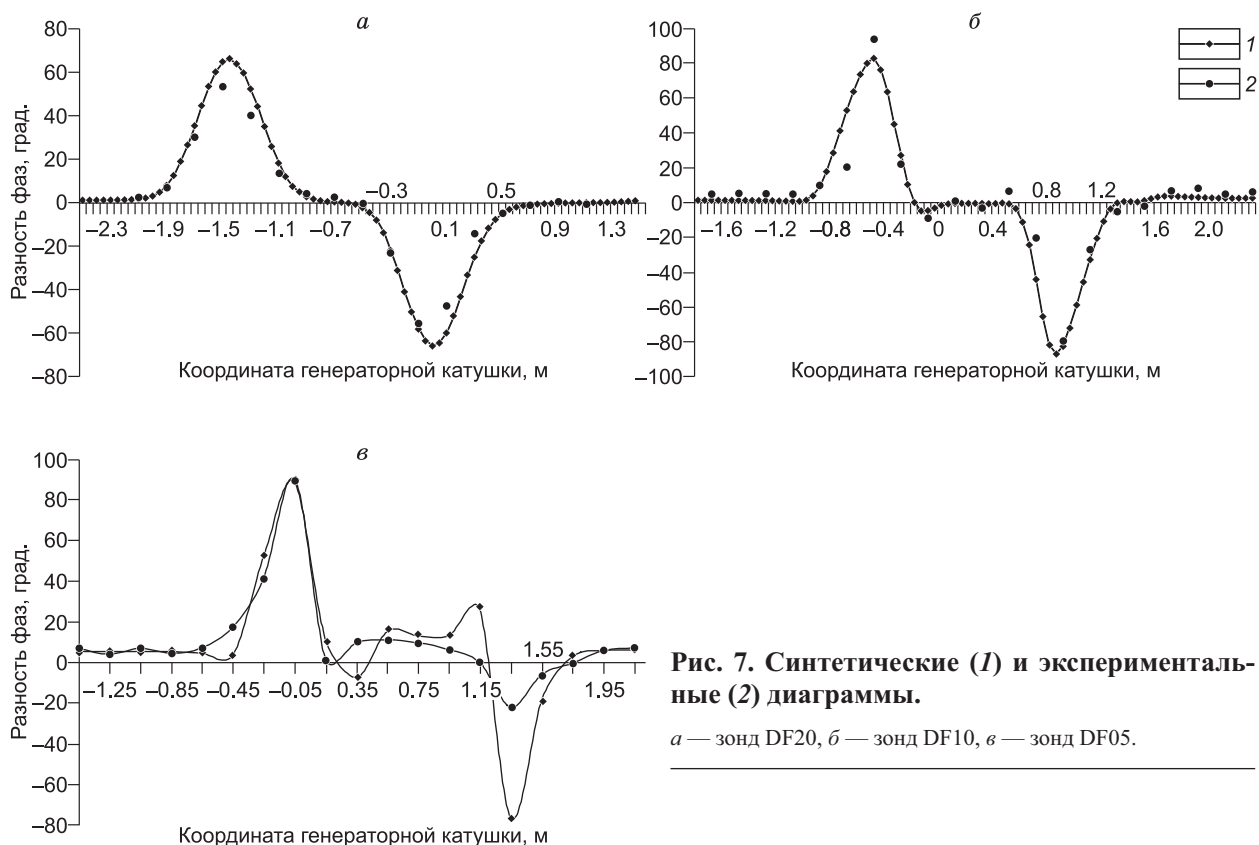 а
80
60
40
20
0
–20
–40
–60
–80
Разность фаз, град.
–2.3 –1.9 –1.5 –1.1 –0.7 –0.3 0.1 0.5 0.9 1.3
Координата генераторной катушки, м
б
1
2
100
80
60
40
20
0
–20
–40
–60
–80
–100
–1.6 –1.2 –0.8 –0.4 0 0.4 0.8 1.2 1.6 2.0
Координата генераторной катушки, м
в
100
80
60
40
20
0
–20
–40
–60
–80
Разность фаз, град.
–1.25 –0.85 –0.45 –0.05 0.35 0.75 1.15 1.55 1.95
Координата генераторной катушки, м
Рис. 7. Синтетические (1) и эксперименталь-
ные (2) диаграммы.
а — зонд DF20, б — зонд DF10, в — зонд DF05.